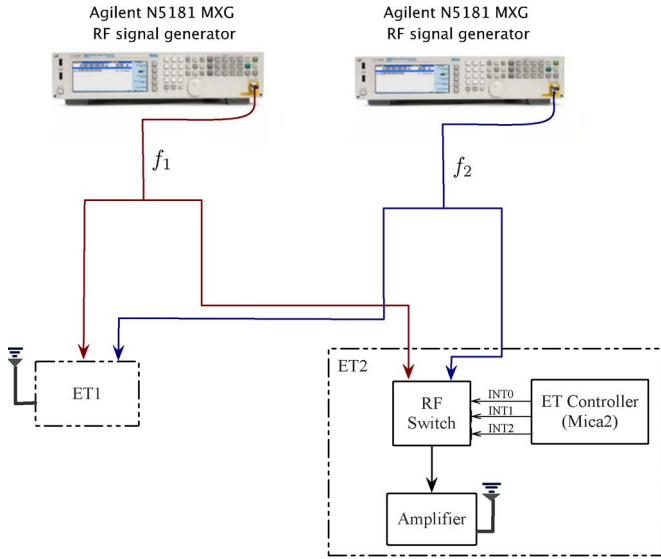 Agilent N5181 MXG
RF signal generator
Agilent N5181 MXG
RF signal generator
f1
f2
ET1
ET2
RF
Switch
INT0
INT1
INT2
ET Controller
(Mica2)
Amplifier